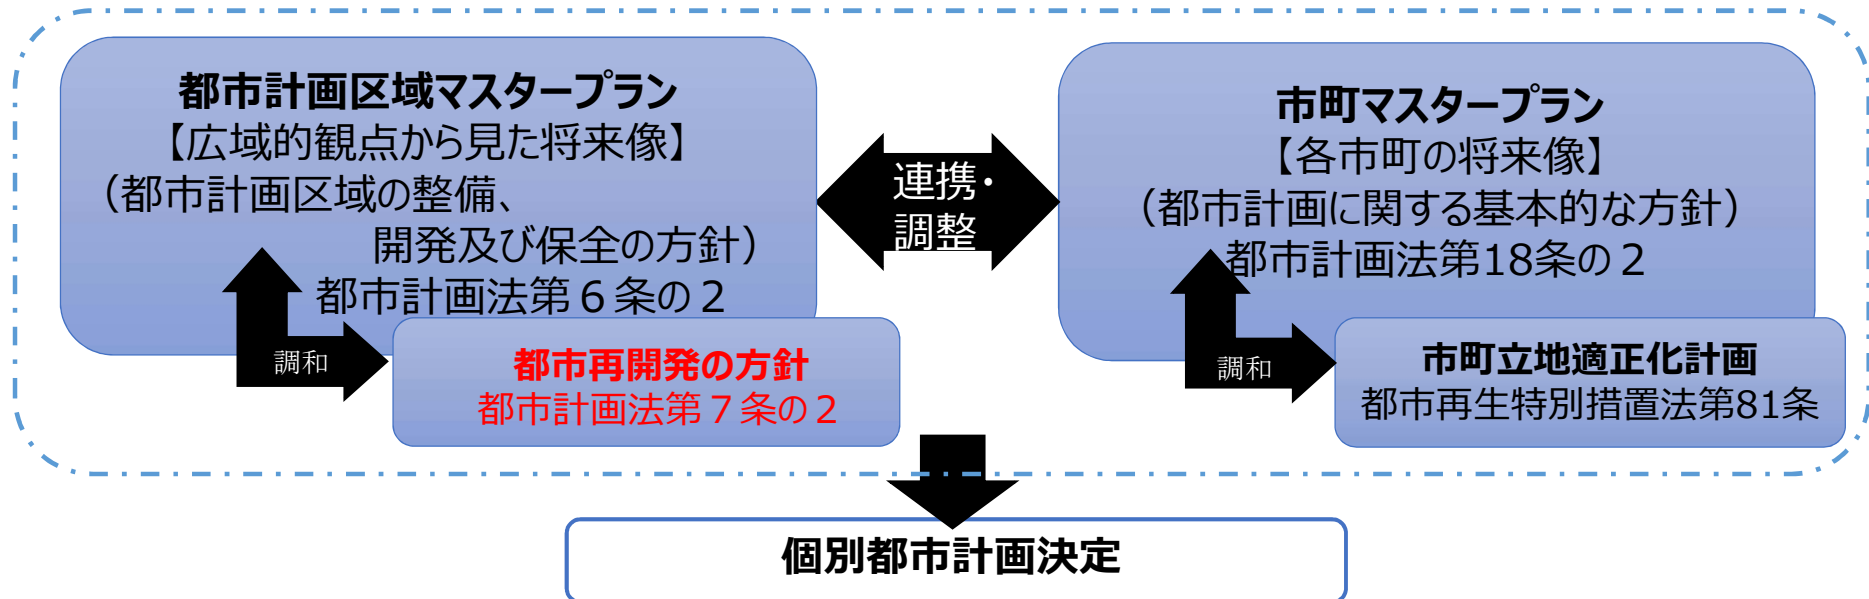 都市計画区域マスタープラン
【広域的観点から見た将来像】
（都市計画区域の整備、
開発及び保全の方針）
都市計画法第６条の２
調和
都市再開発の方針
都市計画法第７条の２
連携・
調整
市町マスタープラン
【各市町の将来像】
（都市計画に関する基本的な方針）
都市計画法第18条の２
調和
市町立地適正化計画
都市再生特別措置法第81条
個別都市計画決定